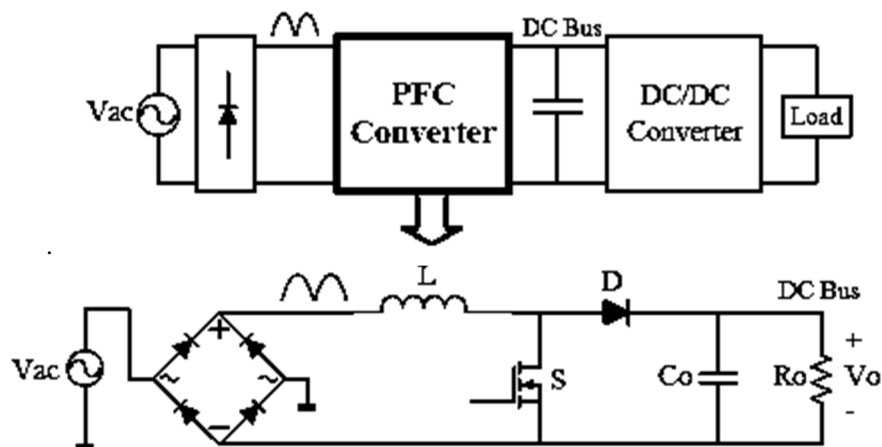 DC Bus
Vac
PFC
Converter
DC/DC
Converter
Load
L
D
DC Bus
Vac
+
~
~
−
S
Co
Ro
+
Vo
-